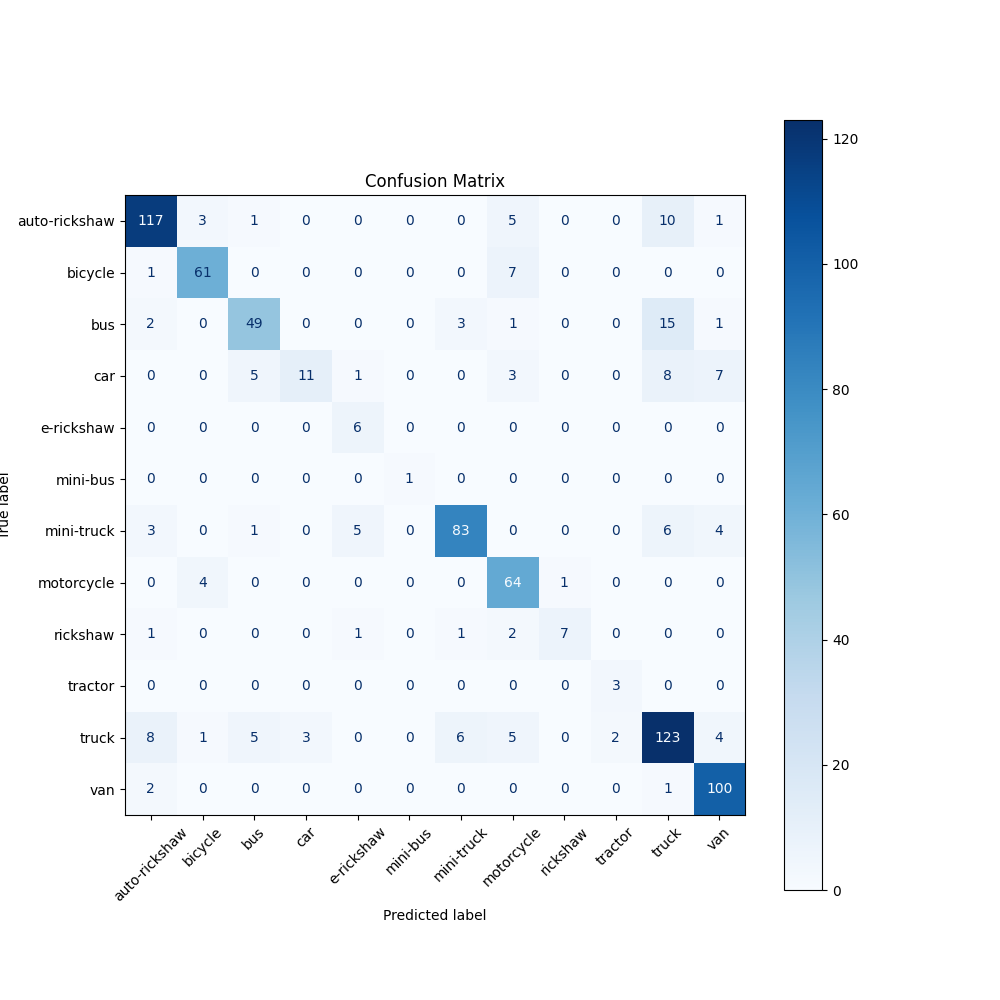 Confusion Matrix
auto-rickshaw 117 3 1 0 0 0 0 5 0 0 10 1
bicycle 1 61 0 0 0 0 0 7 0 0 0 0
bus 2 0 49 0 0 0 3 1 0 0 15 1
car 0 0 5 11 1 0 0 3 0 0 8 7
e-rickshaw 0 0 0 0 6 0 0 0 0 0 0 0
mini-bus 0 0 0 0 0 1 0 0 0 0 0 0
mini-truck 3 0 1 0 5 0 83 0 0 0 6 4
motorcycle 0 4 0 0 0 0 0 64 1 0 0 0
rickshaw 1 0 0 0 1 0 1 2 7 0 0 0
tractor 0 0 0 0 0 0 0 0 0 3 0 0
truck 8 1 5 3 0 0 6 5 0 2 123 4
van 2 0 0 0 0 0 0 0 0 0 1 100
auto-rickshaw bicycle bus car e-rickshaw mini-bus mini-truck motorcycle rickshaw tractor truck van
Predicted label
True label
120
100
80
60
40
20
0